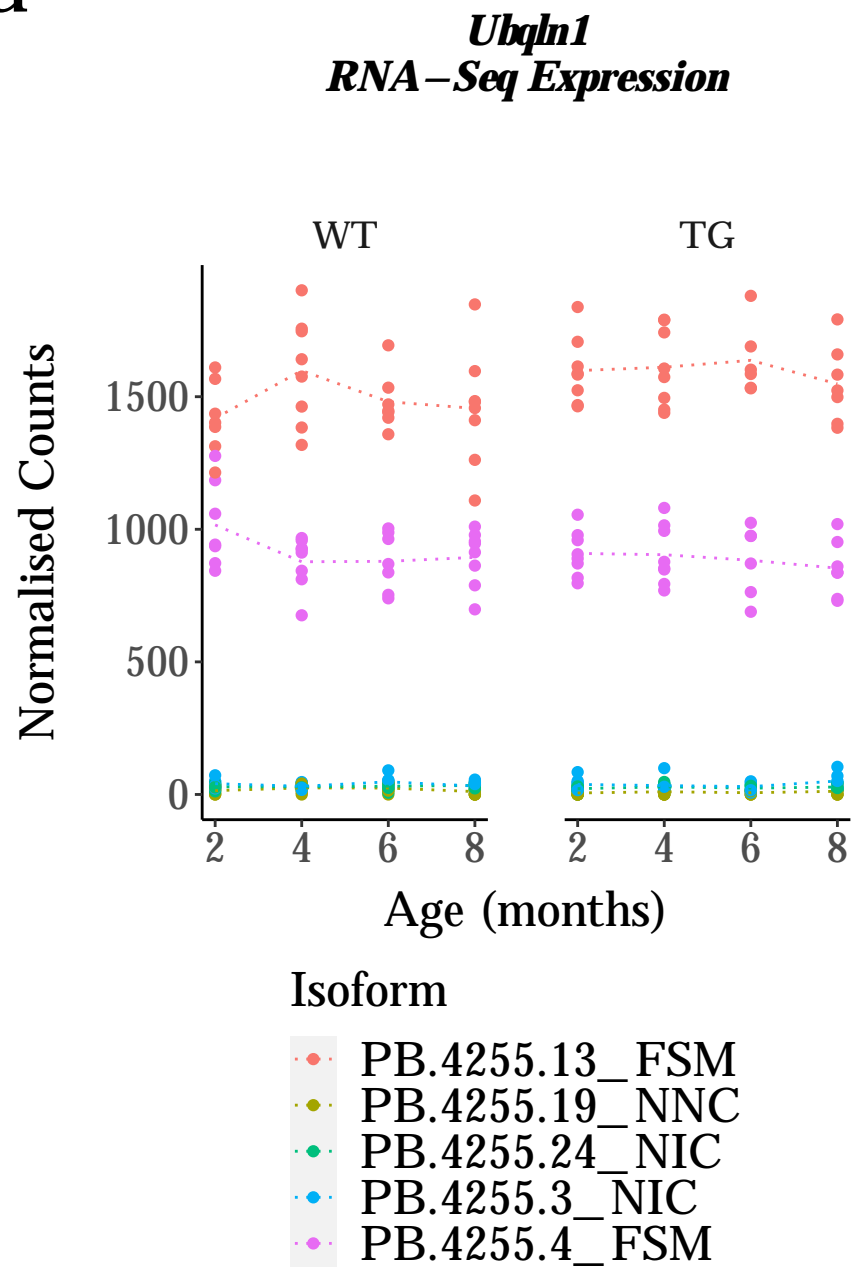 Ubqln1
RNA–Seq Expression
WT TG
Normalised Counts
1500
1000
500
0
2 4 6 8 2 4 6 8
Age (months)
Isoform
PB.4255.13_FSM
PB.4255.19_NNC
PB.4255.24_NIC
PB.4255.3_NIC
PB.4255.4_FSM